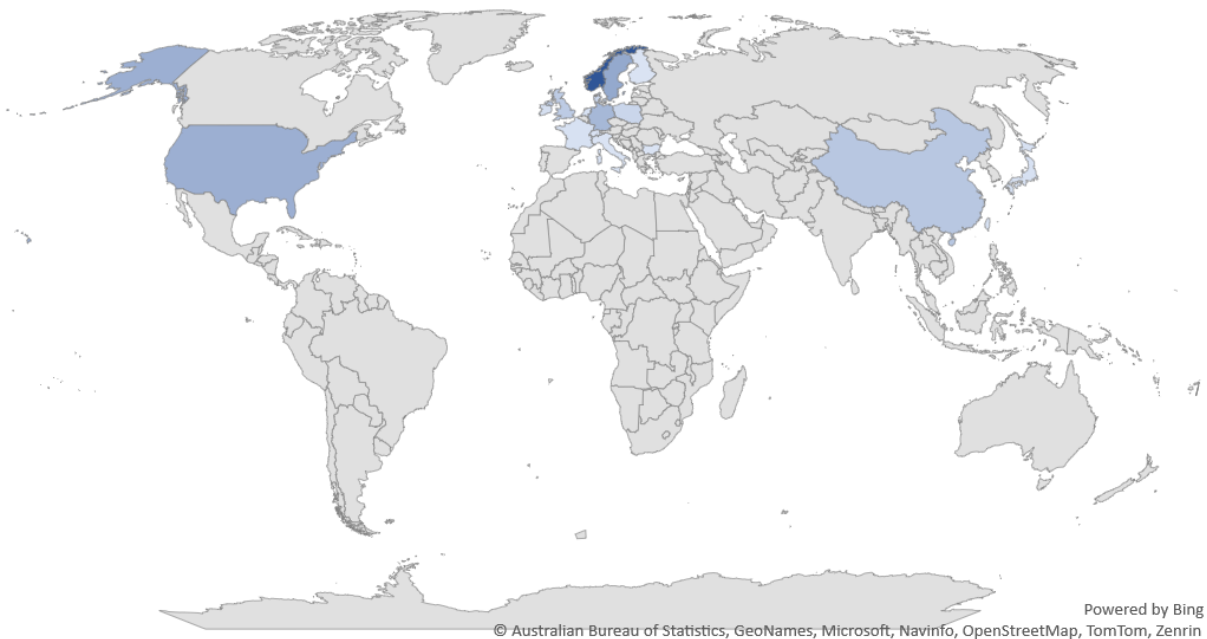 Powered by Bing
© Australian Bureau of Statistics, GeoNames, Microsoft, Navinfo, OpenStreetMap, TomTom, Zenrin